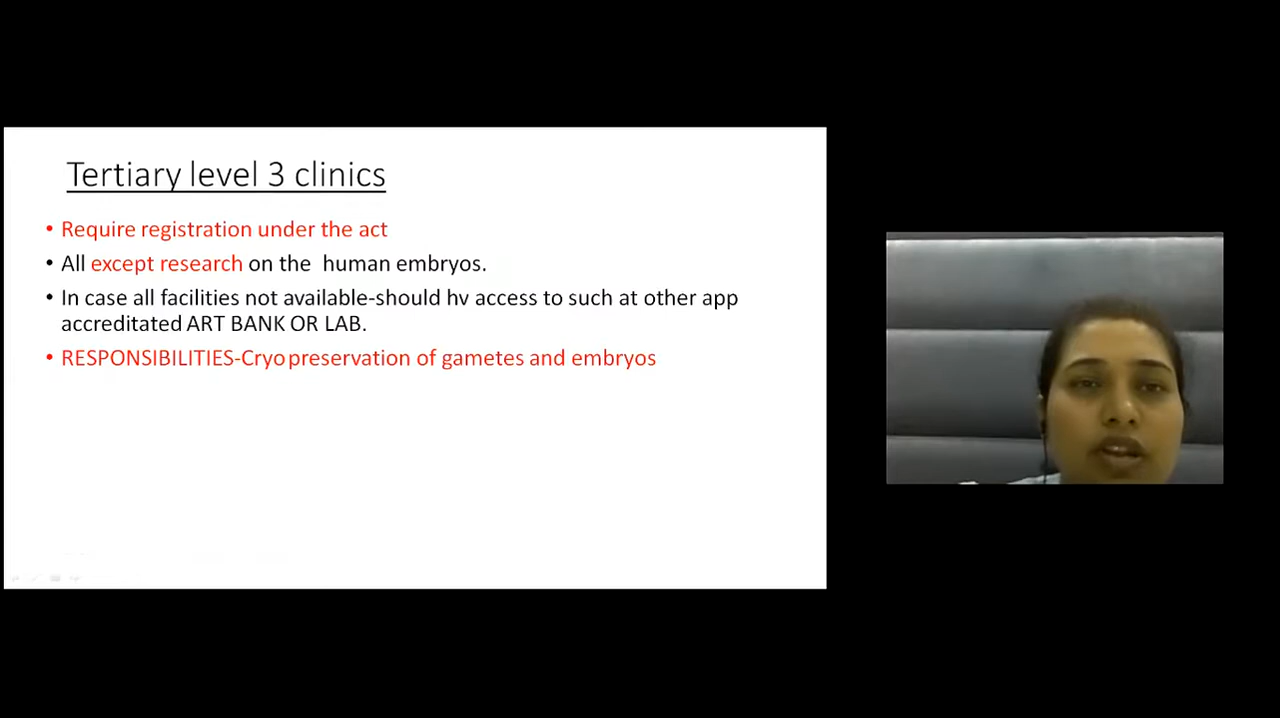 Tertiary level 3 clinics
• Require registration under the act
• All except research on the human embryos.
• In case all facilities not available-should hv access to such at other app
accredited ART BANK OR LAB.
• RESPONSIBILITIES-Cryo preservation of gametes and embryos